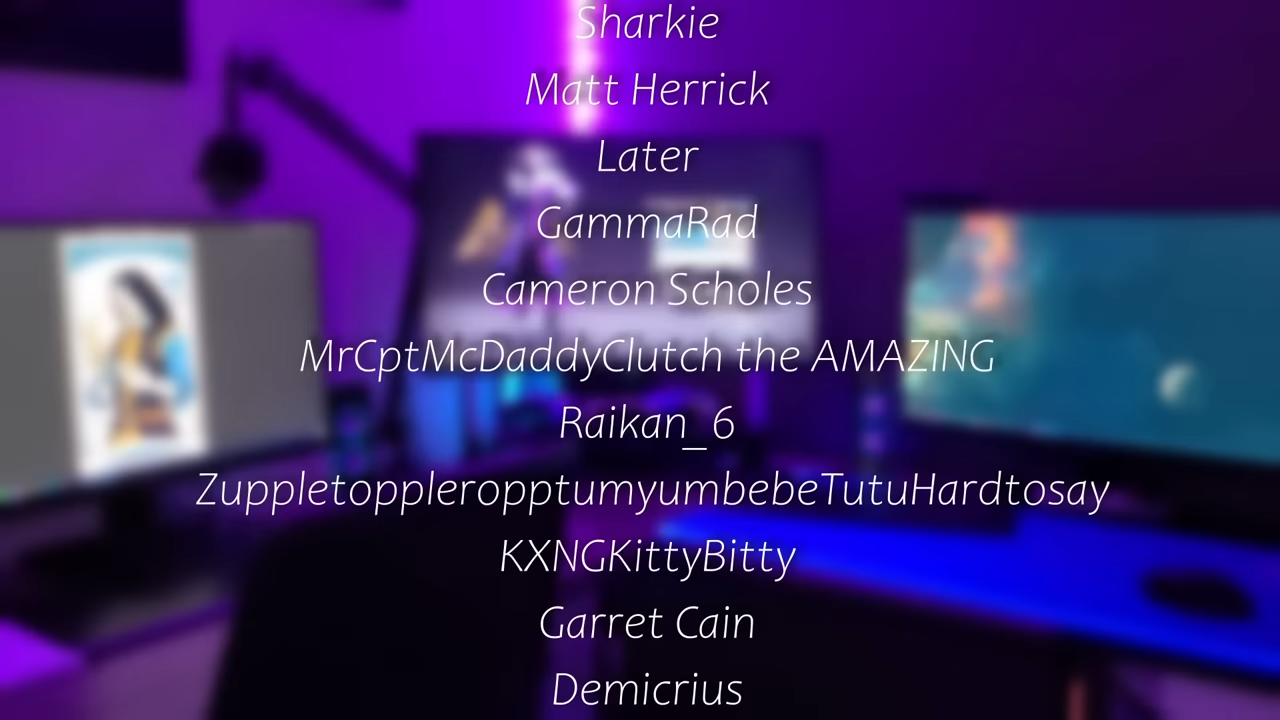 Sharkie
Matt Herrick
Later
GammaRad
Cameron Scholes
MrCptMcDaddyClutch the AMAZING
Raikan_6
ZuppletoppleropptumyumbebeTutuHardtosay
KXNGKittyBitty
Garret Cain
Demicrius